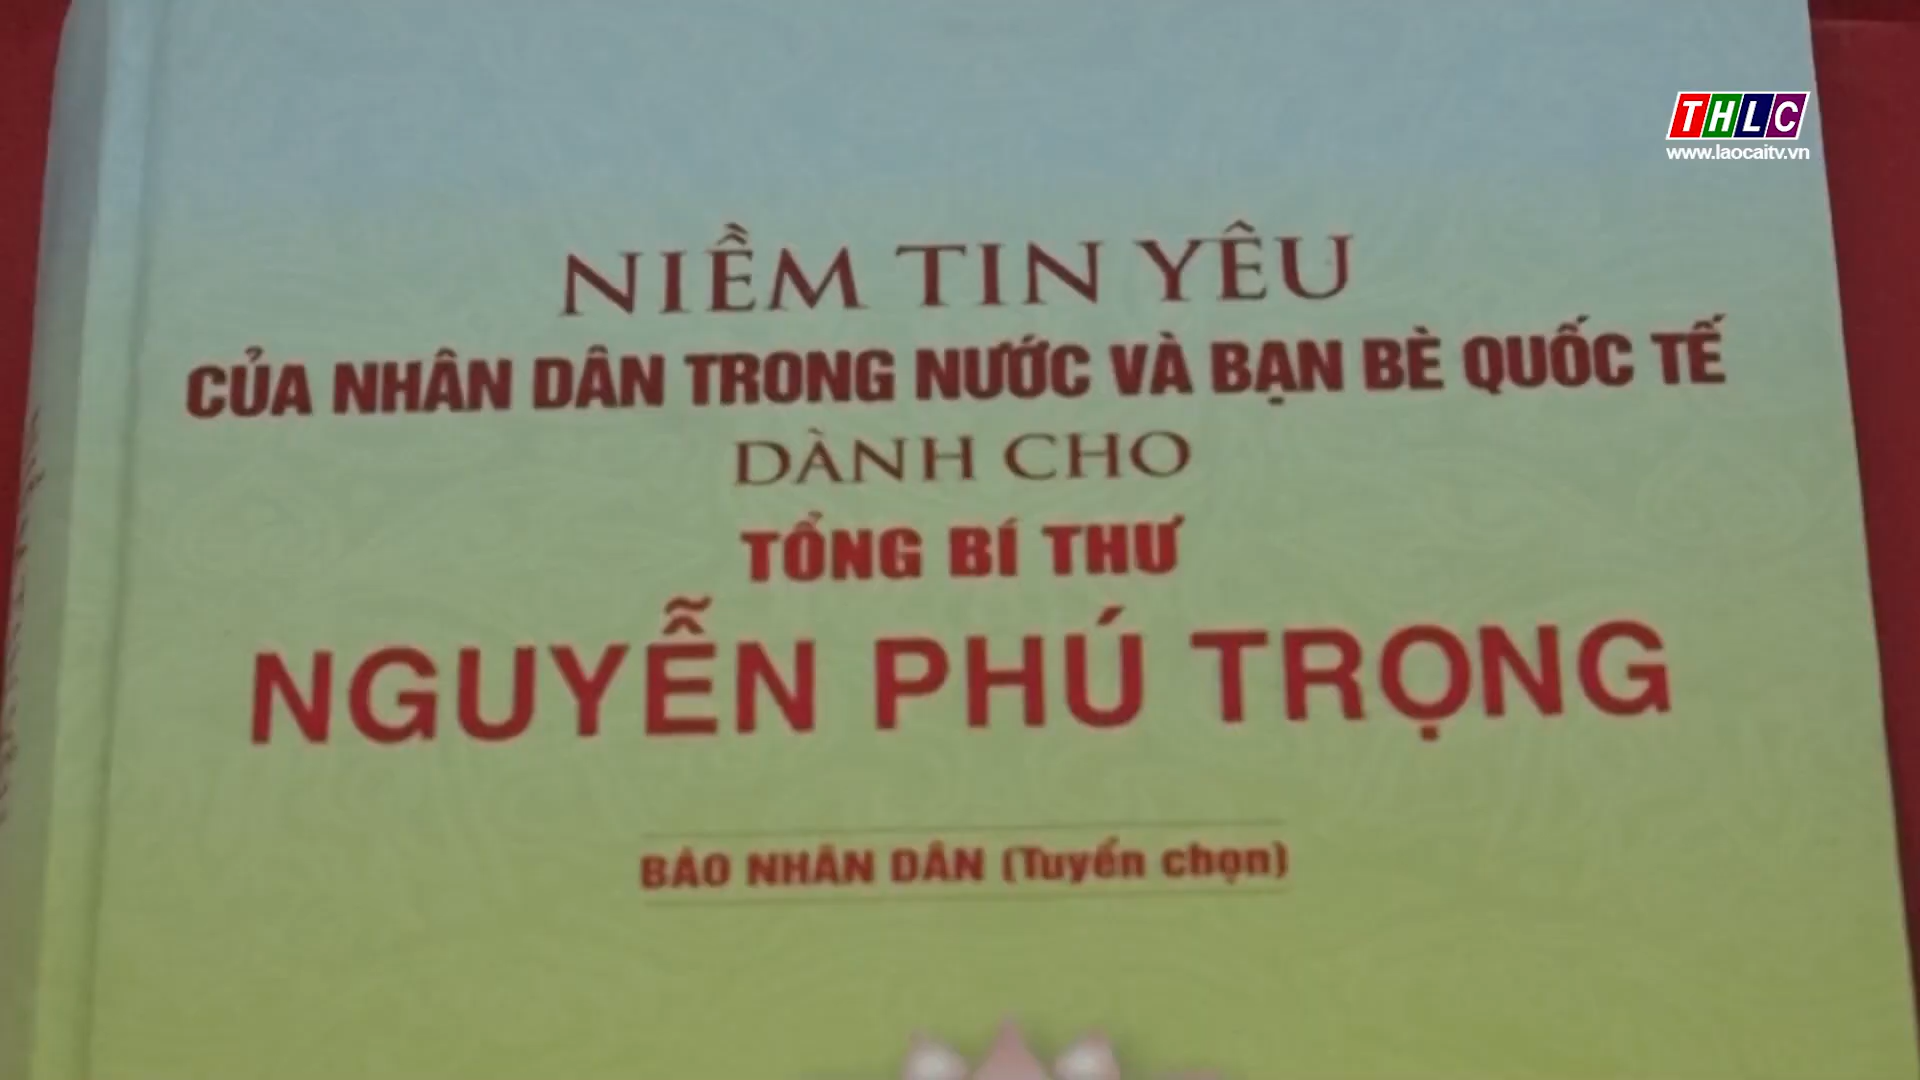 THLC
www.laocaitv.vn
NIỀM TIN YÊU
CỦA NHÂN DÂN TRONG NƯỚC VÀ BẠN BÈ QUỐC TẾ
DÀNH CHO
TỔNG BÍ THƯ
NGUYỄN PHÚ TRỌNG
BÁO NHÂN DÂN (Tuyển chọn)